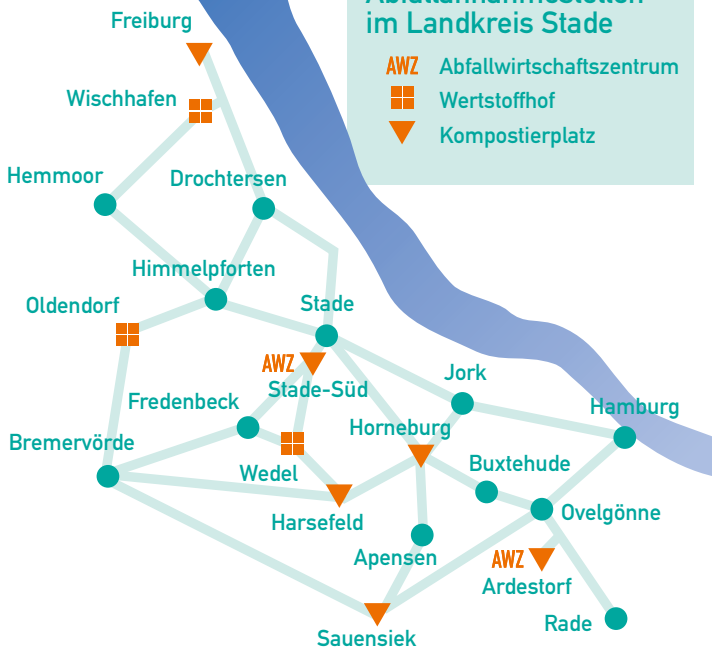 im Landkreis Stade
AWZ Abfallwirtschaftszentrum
Wertstoffhof
Kompostierplatz
Freiburg
Wischhafen
Hemmoor
Drochtersen
Himmelpforten
Oldendorf
Stade
AWZ
Stade-Süd
Jork
Fredenbeck
Horneburg
Hamburg
Bremervörde
Wedel
Buxtehude
Harsefeld
Ovelgönne
Apensen
AWZ
Ardestorf
Rade
Sauensiek